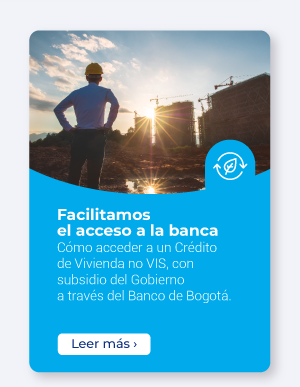 Facilitamos
el acceso a la banca
Cómo acceder a un Crédito
de Vivienda no VIS, con
subsidio del Gobierno
a través del Banco de Bogotá.
Leer más ›